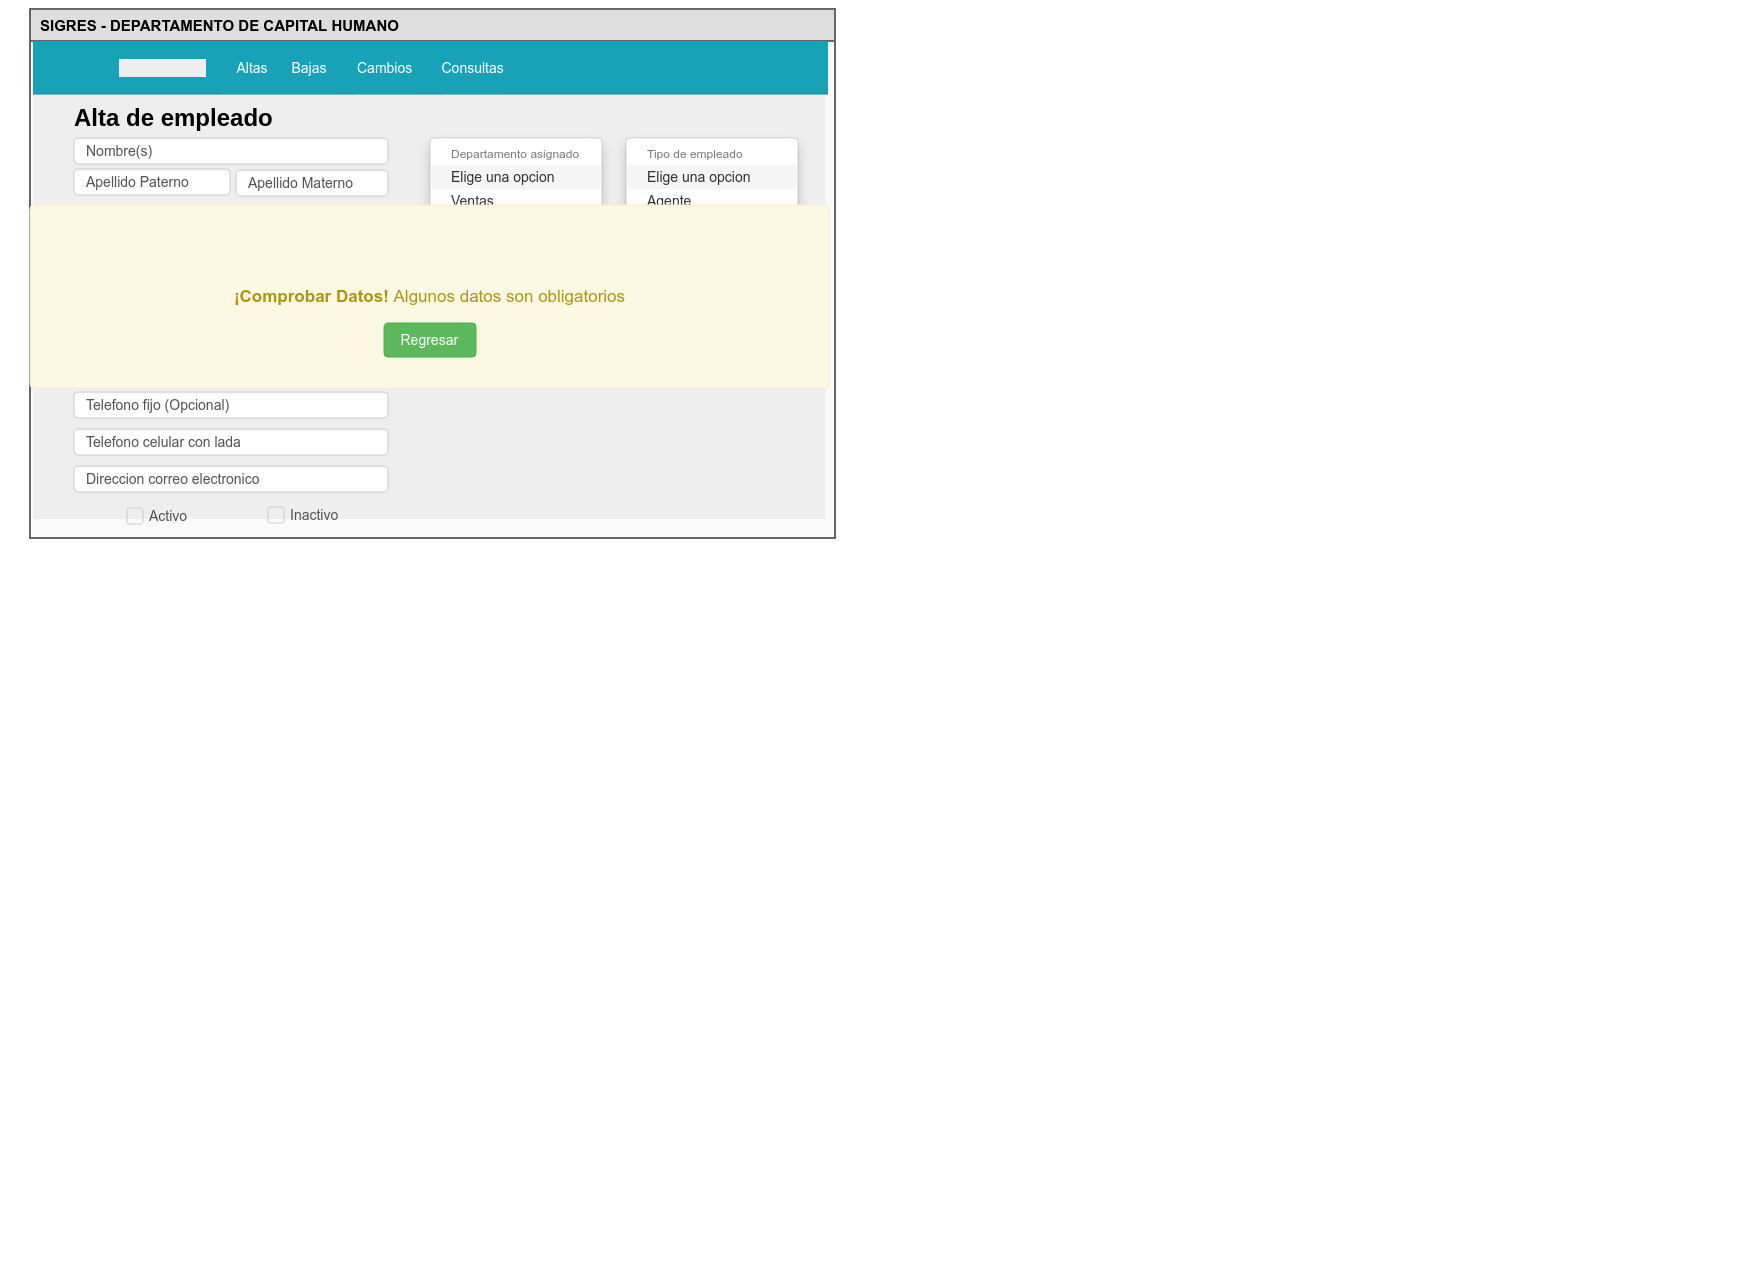 SIGRES - DEPARTAMENTO DE CAPITAL HUMANO
Altas Bajas Cambios Consultas
Alta de empleado
Nombre(s)
Apellido Paterno Apellido Materno
Departamento asignado
Elige una opcion
Ventas
Tipo de empleado
Elige una opcion
Agente
¡Comprobar Datos! Algunos datos son obligatorios
Regresar
Telefono fijo (Opcional)
Telefono celular con lada
Direccion correo electronico
Activo Inactivo